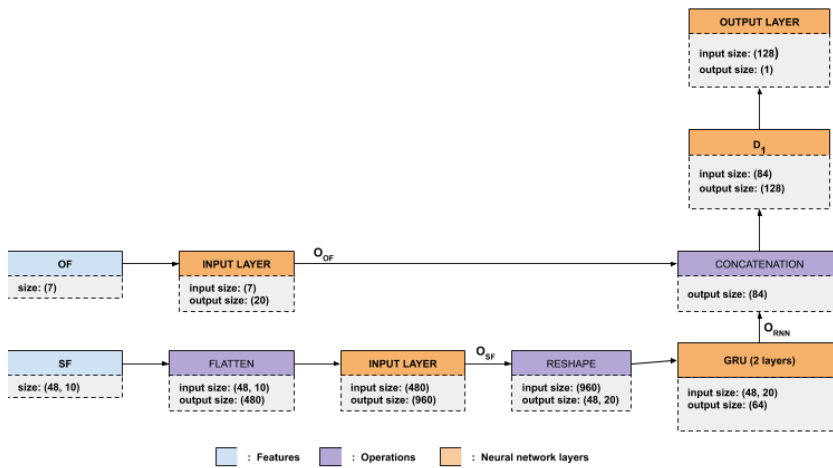 OUTPUT LAYER
input size: (128)
output size: (1)
D1
input size: (84)
output size: (128)
OOF
OF
size: (7)
INPUT LAYER
input size: (7)
output size: (20)
CONCATENATION
output size: (84)
ORNN
OSF
SF
size: (48, 10)
FLATTEN
input size: (48, 10)
output size: (480)
INPUT LAYER
input size: (480)
output size: (960)
RESHAPE
input size: (960)
output size: (48, 20)
GRU (2 layers)
input size: (48, 20)
output size: (64)
: Features
: Operations
: Neural network layers